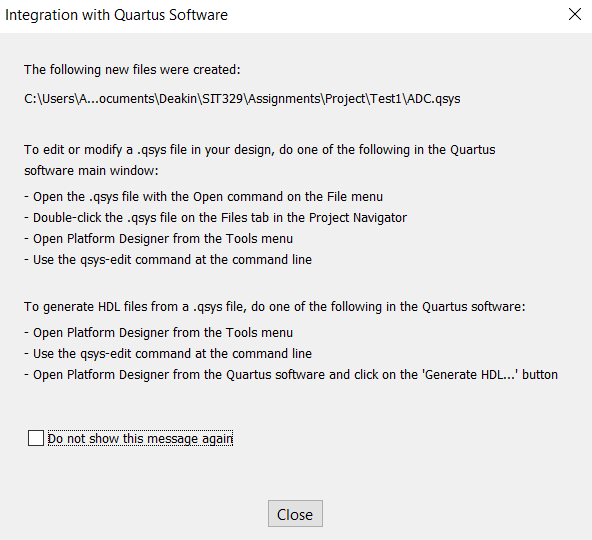 Integration with Quartus Software
The following new files were created:
C:\Users\A...ocuments\Deakin\SIT329\Assignments\Project\Test1\ADC.qsys
To edit or modify a .qsys file in your design, do one of the following in the Quartus
software main window:
- Open the .qsys file with the Open command on the File menu
- Double-click the .qsys file on the Files tab in the Project Navigator
- Open Platform Designer from the Tools menu
- Use the qsys-edit command at the command line
To generate HDL files from a .qsys file, do one of the following in the Quartus software:
- Open Platform Designer from the Tools menu
- Use the qsys-edit command at the command line
- Open Platform Designer from the Quartus software and click on the 'Generate HDL...' button
Do not show this message again
Close